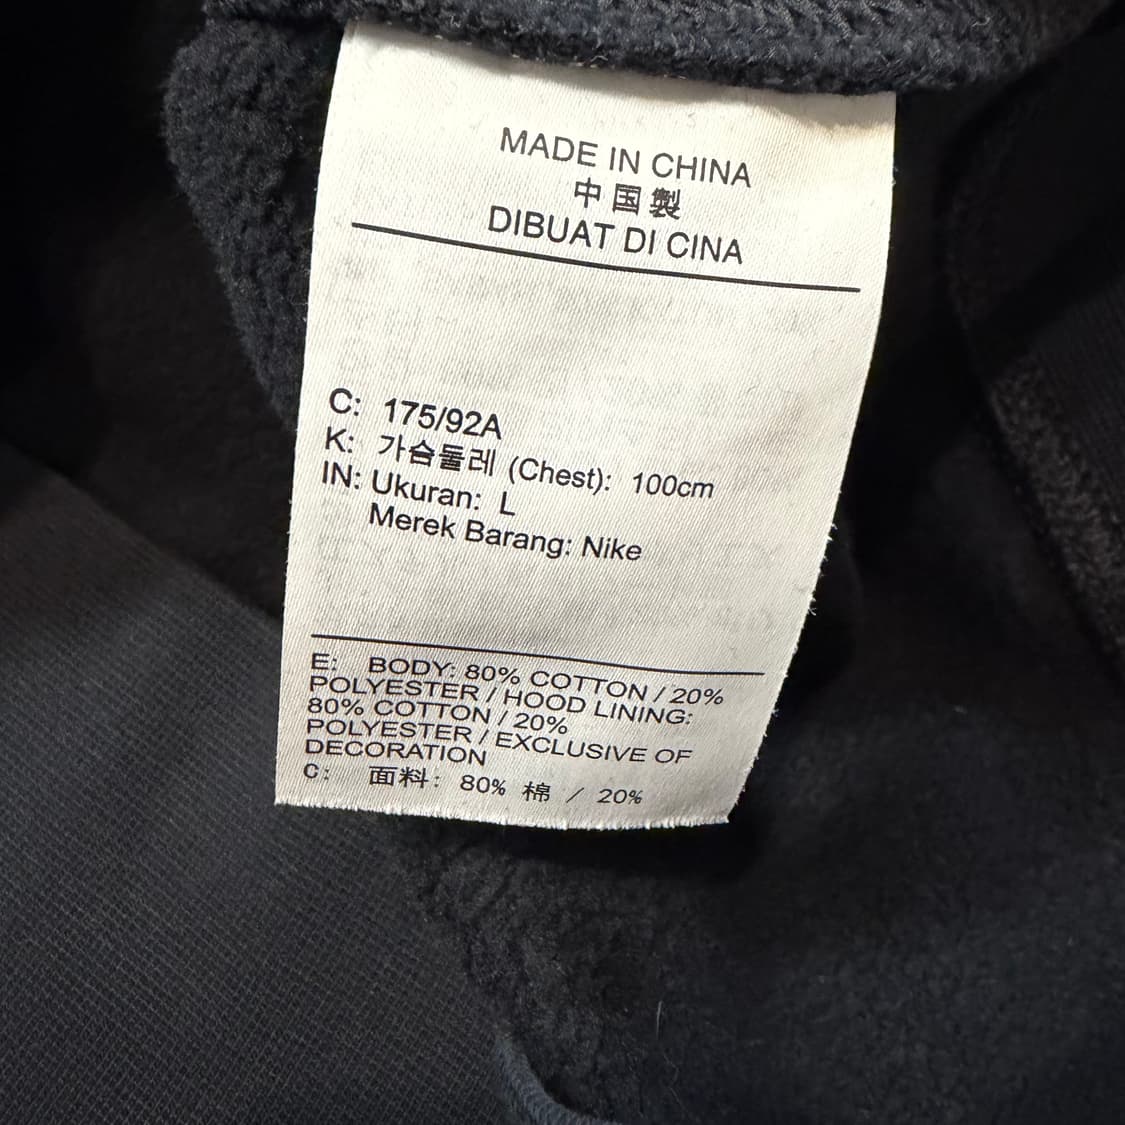 MADE IN CHINA
中国製
DIBUAT DI CINA
C: 175/92A
K: 가슴둘레 (Chest): 100cm
IN: Ukuran: L
Merek Barang: Nike
E: BODY: 80% COTTON / 20%
POLYESTER / HOOD LINING:
80% COTTON / 20%
POLYESTER / EXCLUSIVE OF
DECORATION
C: 面料: 80% 棉 / 20%